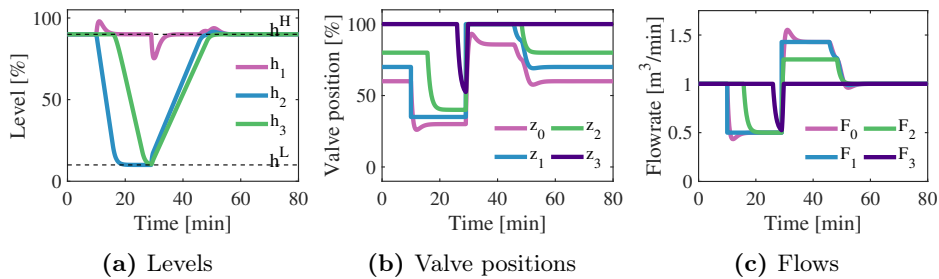 Level [%]
100
50
0
h^H
h_1
h_2
h_3
h^L
0 20 40 60 80
Time [min]
(a) Levels
Valve position [%]
100
50
0
z_0 z_2
z_1 z_3
0 20 40 60 80
Time [min]
(b) Valve positions
Flowrate [m^3/min]
1.5
1
0.5
0
F_0 F_2
F_1 F_3
0 20 40 60 80
Time [min]
(c) Flows